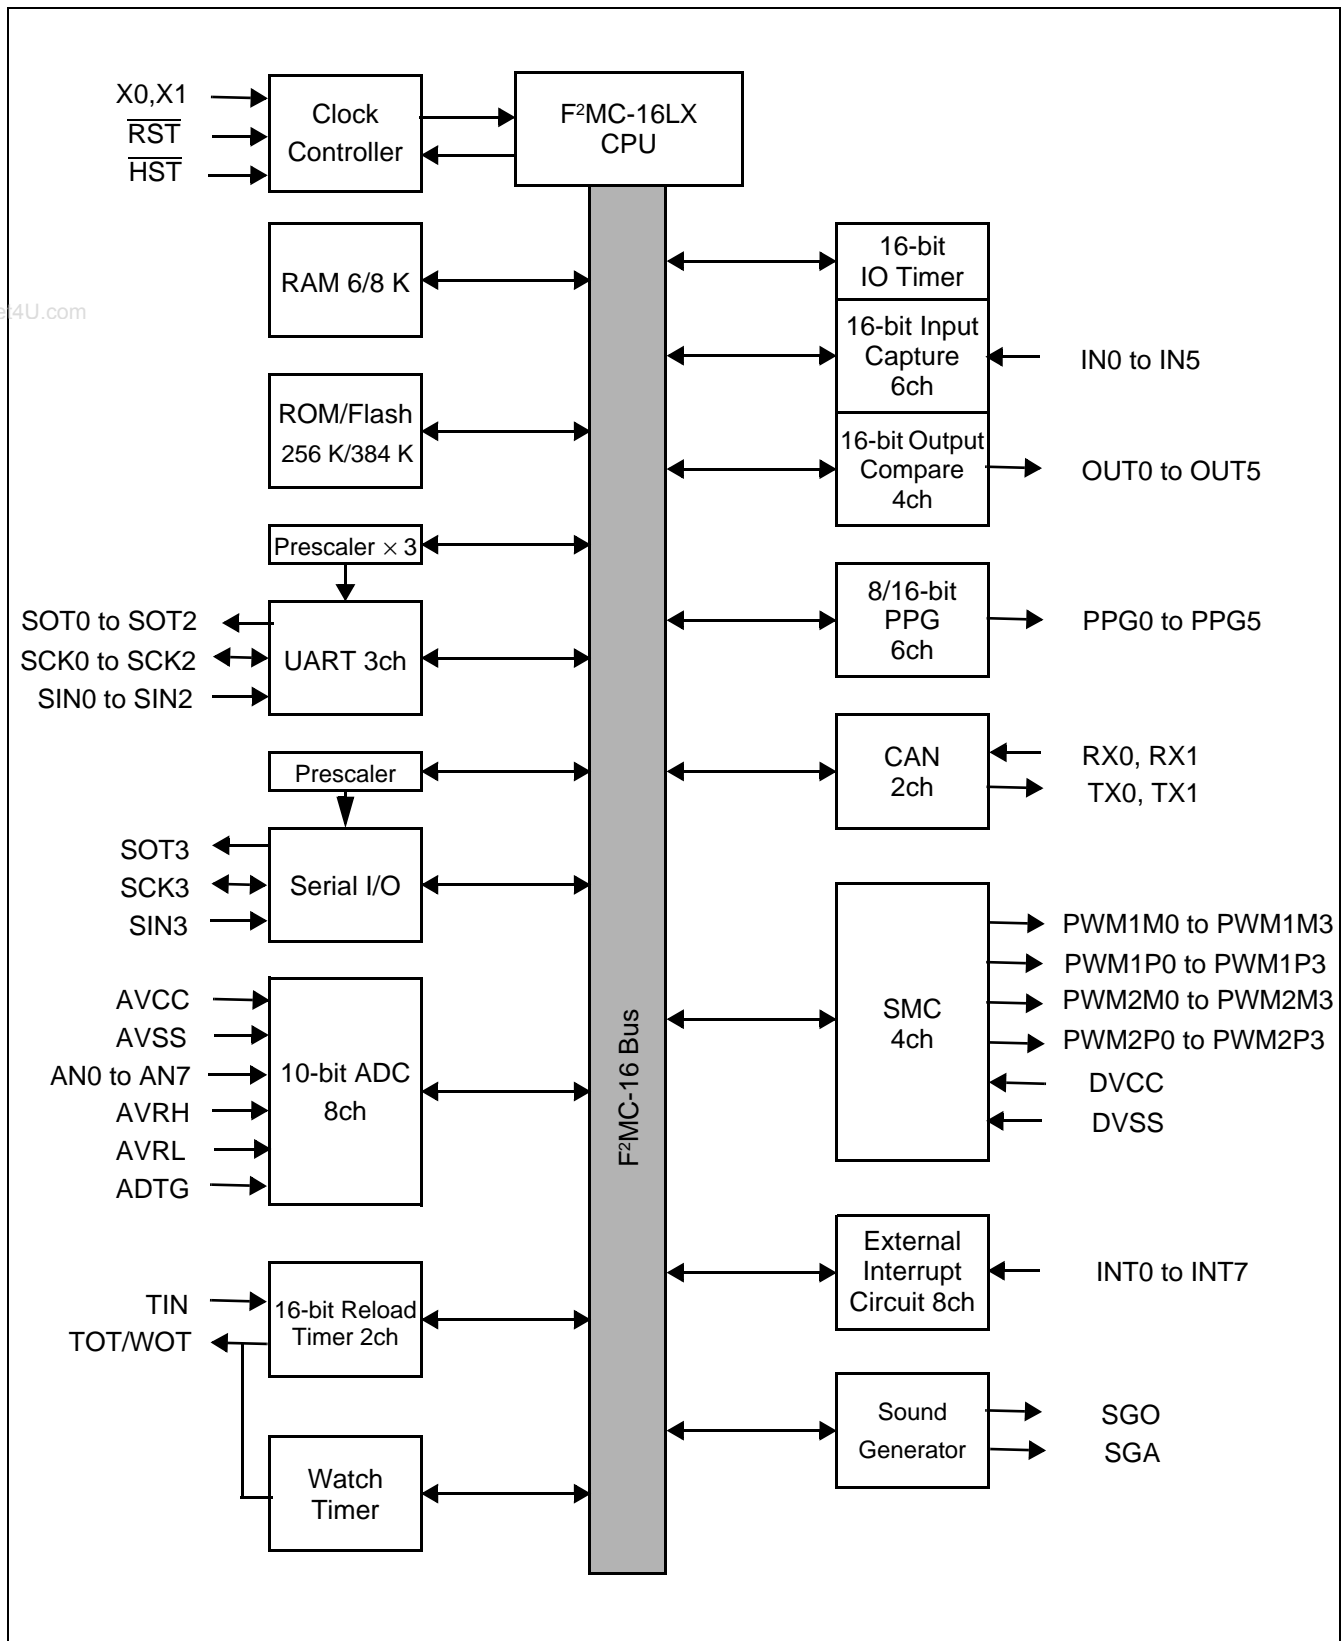 X0,X1
RST
HST
Clock
Controller
F²MC-16LX
CPU
RAM 6/8 K
et4U.com
ROM/Flash
256 K/384 K
Prescaler × 3
SOT0 to SOT2
SCK0 to SCK2
SIN0 to SIN2
UART 3ch
Prescaler
SOT3
SCK3
SIN3
Serial I/O
AVCC
AVSS
AN0 to AN7
AVRH
AVRL
ADTG
10-bit ADC
8ch
TIN
TOT/WOT
16-bit Reload
Timer 2ch
Watch
Timer
F²MC-16 Bus
16-bit
IO Timer
16-bit Input
Capture
6ch
IN0 to IN5
16-bit Output
Compare
4ch
OUT0 to OUT5
8/16-bit
PPG
6ch
PPG0 to PPG5
CAN
2ch
RX0, RX1
TX0, TX1
SMC
4ch
PWM1M0 to PWM1M3
PWM1P0 to PWM1P3
PWM2M0 to PWM2M3
PWM2P0 to PWM2P3
DVCC
DVSS
External
Interrupt
Circuit 8ch
INT0 to INT7
Sound
Generator
SGO
SGA